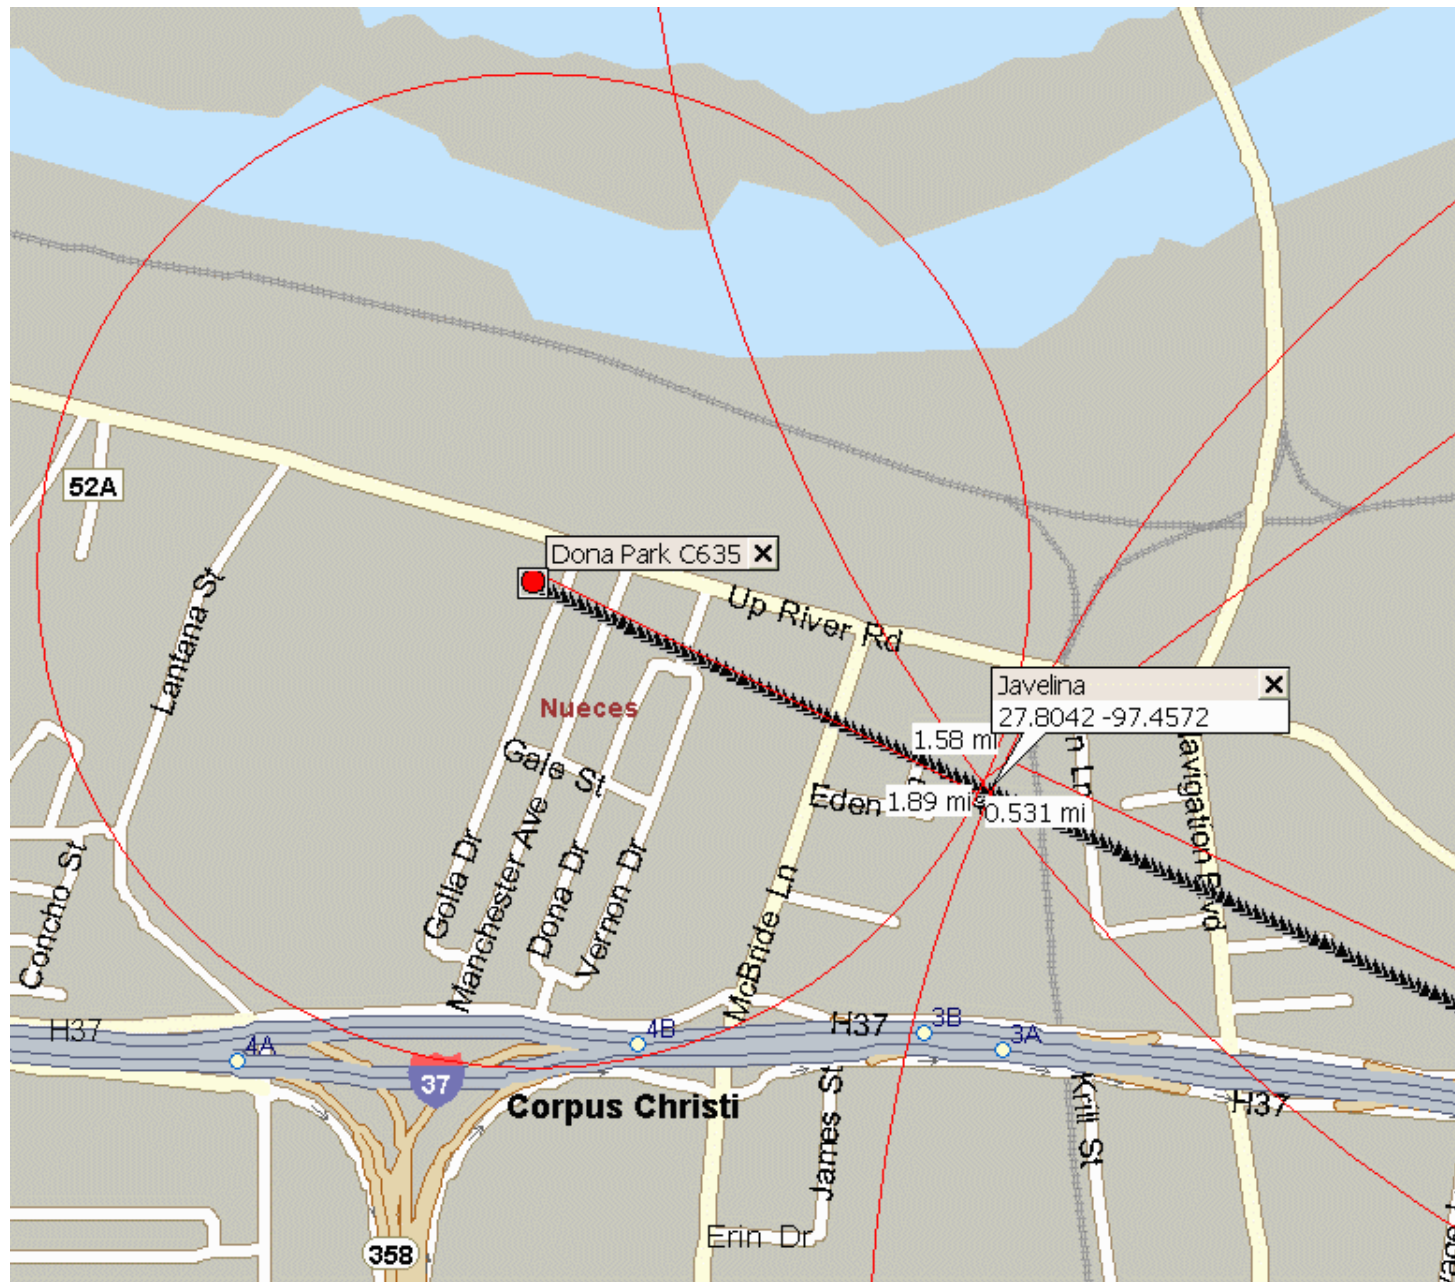 52A
Dona Park C635
Up River Rd
Lantana St
Javelina
27.8042 -97.4572
Nueces
1.58 mi
Gale St
Eden
1.89 mi
0.531 mi
Ln
Navigation Blvd
Golla Dr
Manchester Ave
Dona Dr
Vernon Dr
McBride Ln
Concho St
H37
4A
4B
H37
3B
3A
37
Corpus Christi
James St
Krill St
H37
Erin Dr
358